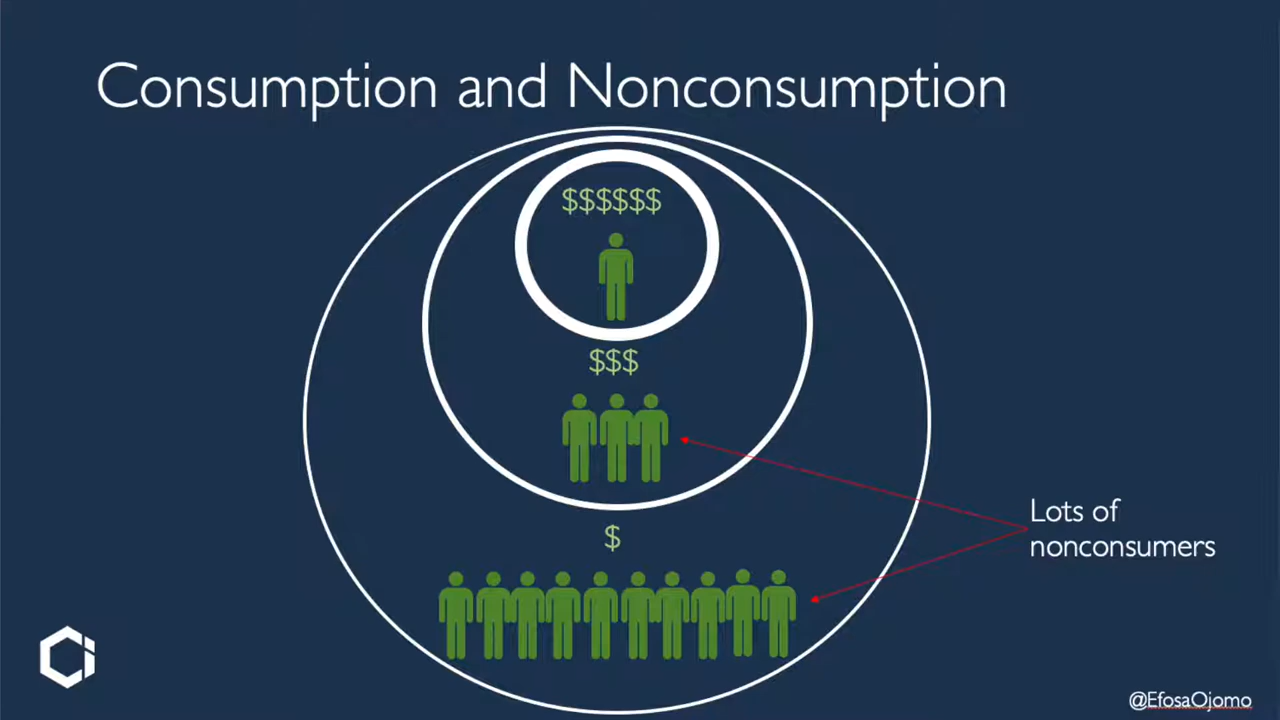 Consumption and Nonconsumption
$$$$$$
$$$
$
Lots of
nonconsumers
@EfosaOjomo